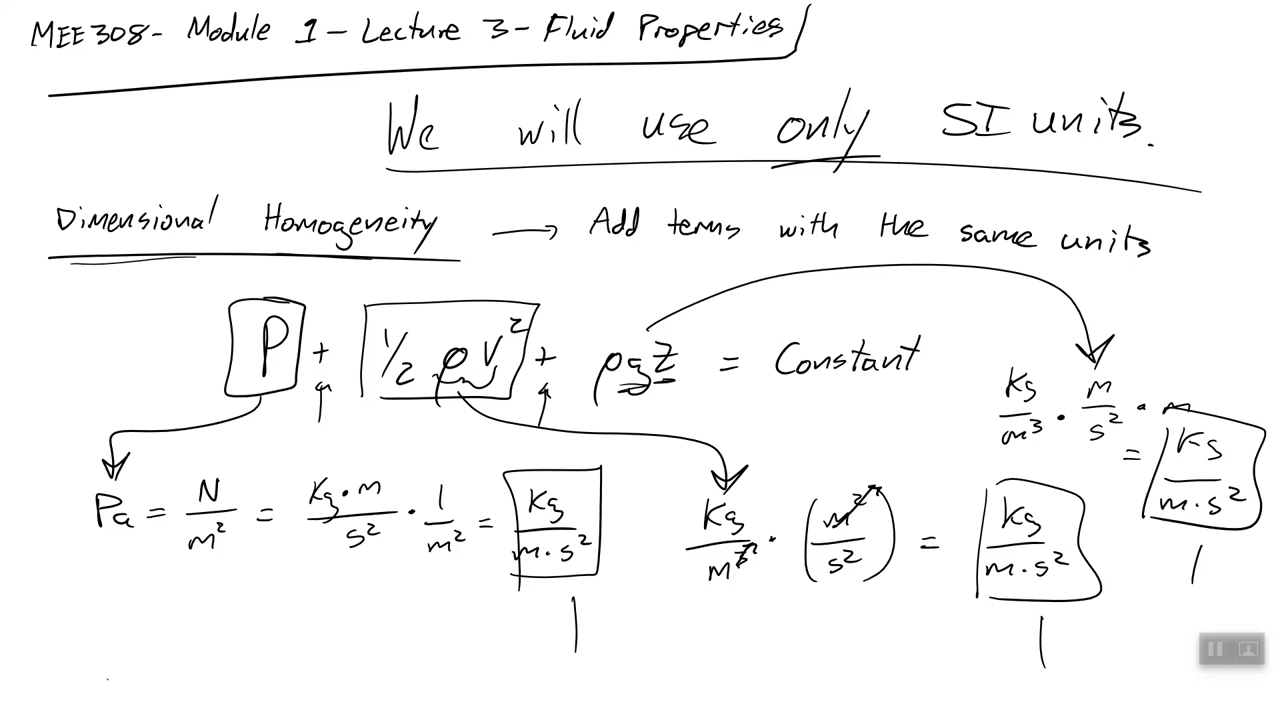 MEE308- Module 1 - Lecture 3 - Fluid Properties
We will use only SI units.
Dimensional Homogeneity → Add terms with the same units
P + 1/2 ρV² + ρgz = Constant
Kg/m³ · m/s² · m = Kg/m·s²
Pa = N/m² = Kg·m/s² · 1/m² = Kg/m·s²
Kg/m³ · (m²/s²) = Kg/m·s²